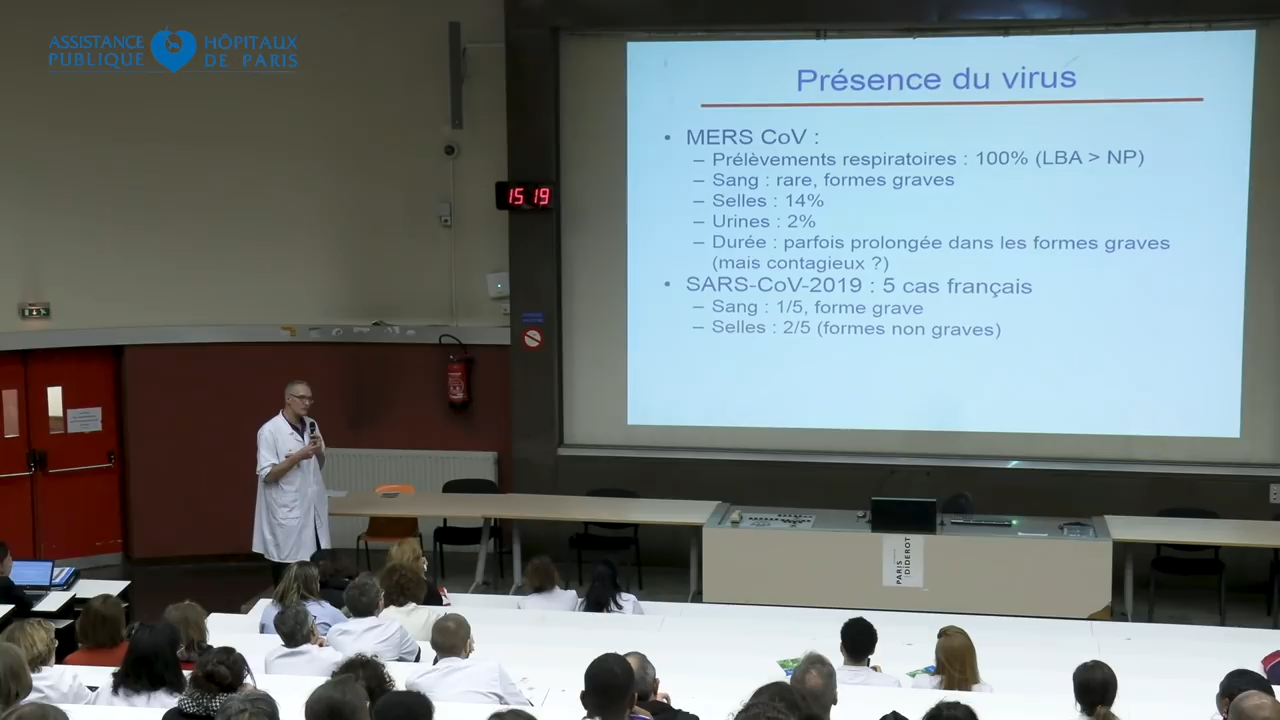 ASSISTANCE HÔPITAUX
PUBLIQUE DE PARIS
Présence du virus
• MERS CoV :
– Prélèvements respiratoires : 100% (LBA > NP)
– Sang : rare, formes graves
– Selles : 14%
– Urines : 2%
– Durée : parfois prolongée dans les formes graves
(mais contagieux ?)
• SARS-CoV-2019 : 5 cas français
– Sang : 1/5, forme grave
– Selles : 2/5 (formes non graves)
15 19
PARIS
DIDEROT